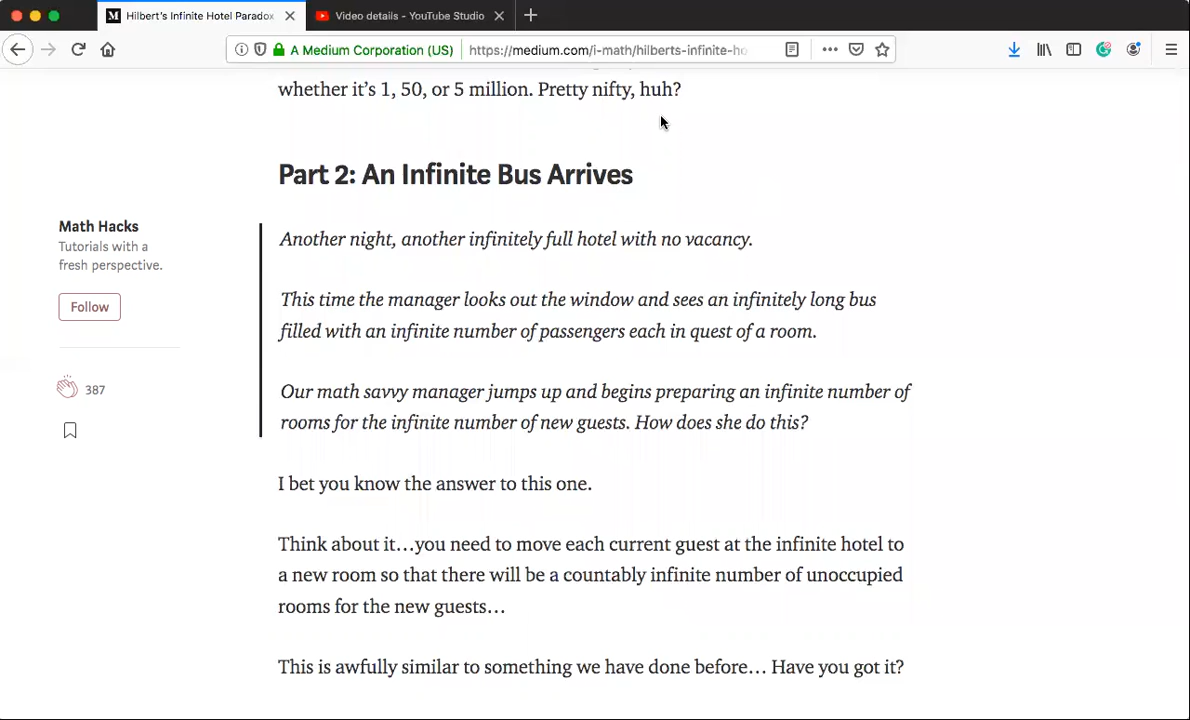 Hilbert's Infinite Hotel Paradox
Video details - YouTube Studio
A Medium Corporation (US)
https://medium.com/i-math/hilberts-infinite-ho
whether it's 1, 50, or 5 million. Pretty nifty, huh?
Part 2: An Infinite Bus Arrives
Math Hacks
Tutorials with a
fresh perspective.
Follow
387
Another night, another infinitely full hotel with no vacancy.
This time the manager looks out the window and sees an infinitely long bus
filled with an infinite number of passengers each in quest of a room.
Our math savvy manager jumps up and begins preparing an infinite number of
rooms for the infinite number of new guests. How does she do this?
I bet you know the answer to this one.
Think about it…you need to move each current guest at the infinite hotel to
a new room so that there will be a countably infinite number of unoccupied
rooms for the new guests…
This is awfully similar to something we have done before… Have you got it?